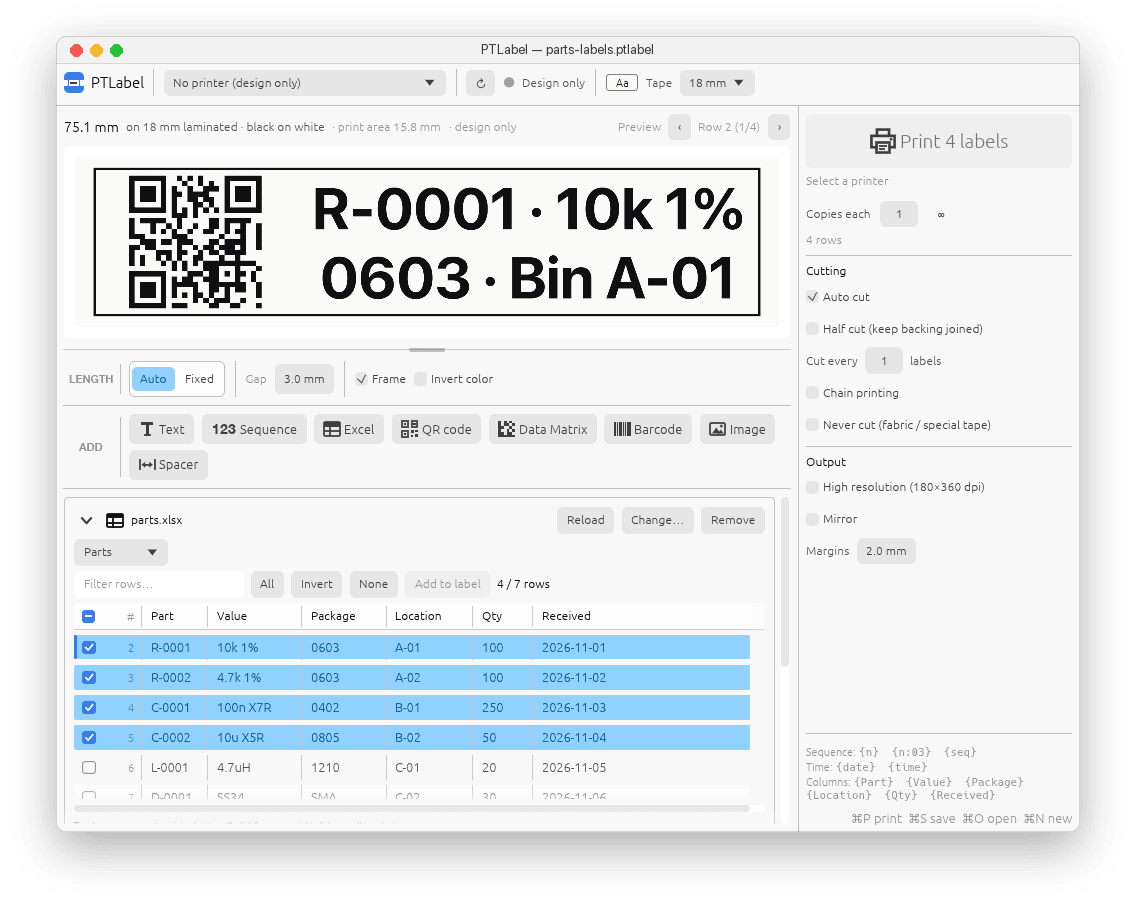 PTLabel — parts-labels.ptlabel
PTLabel No printer (design only) Design only Aa Tape 18 mm
75.1 mm on 18 mm laminated · black on white · print area 15.8 mm · design only Preview ‹ Row 2 (1/4) ›
R-0001 · 10k 1%
0603 · Bin A-01
LENGTH Auto Fixed Gap 3.0 mm Frame Invert color
ADD Text 123 Sequence Excel QR code Data Matrix Barcode Image
Spacer
parts.xlsx Reload Change… Remove
Parts
Filter rows… All Invert None Add to label 4 / 7 rows
# Part Value Package Location Qty Received
2 R-0001 10k 1% 0603 A-01 100 2026-11-01
3 R-0002 4.7k 1% 0603 A-02 100 2026-11-02
4 C-0001 100n X7R 0402 B-01 250 2026-11-03
5 C-0002 10u X5R 0805 B-02 50 2026-11-04
6 L-0001 4.7uH 1210 C-01 20 2026-11-05
7 D-0001 SS34 SMA C-02 30 2026-11-06
Print 4 labels
Select a printer
Copies each 1 ∞
4 rows
Cutting
Auto cut
Half cut (keep backing joined)
Cut every 1 labels
Chain printing
Never cut (fabric / special tape)
Output
High resolution (180×360 dpi)
Mirror
Margins 2.0 mm
Sequence: {n} {n:03} {seq}
Time: {date} {time}
Columns: {Part} {Value} {Package}
{Location} {Qty} {Received}
⌘P print ⌘S save ⌘O open ⌘N new